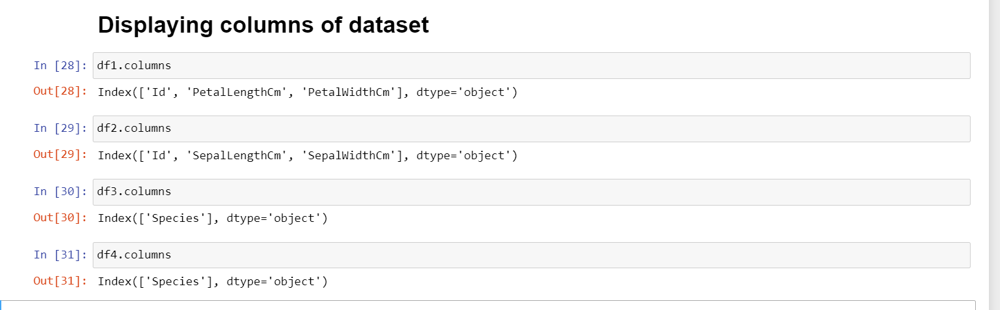 Displaying columns of dataset
In [28]: df1.columns
Out[28]: Index(['Id', 'PetalLengthCm', 'PetalWidthCm'], dtype='object')
In [29]: df2.columns
Out[29]: Index(['Id', 'SepalLengthCm', 'SepalWidthCm'], dtype='object')
In [30]: df3.columns
Out[30]: Index(['Species'], dtype='object')
In [31]: df4.columns
Out[31]: Index(['Species'], dtype='object')